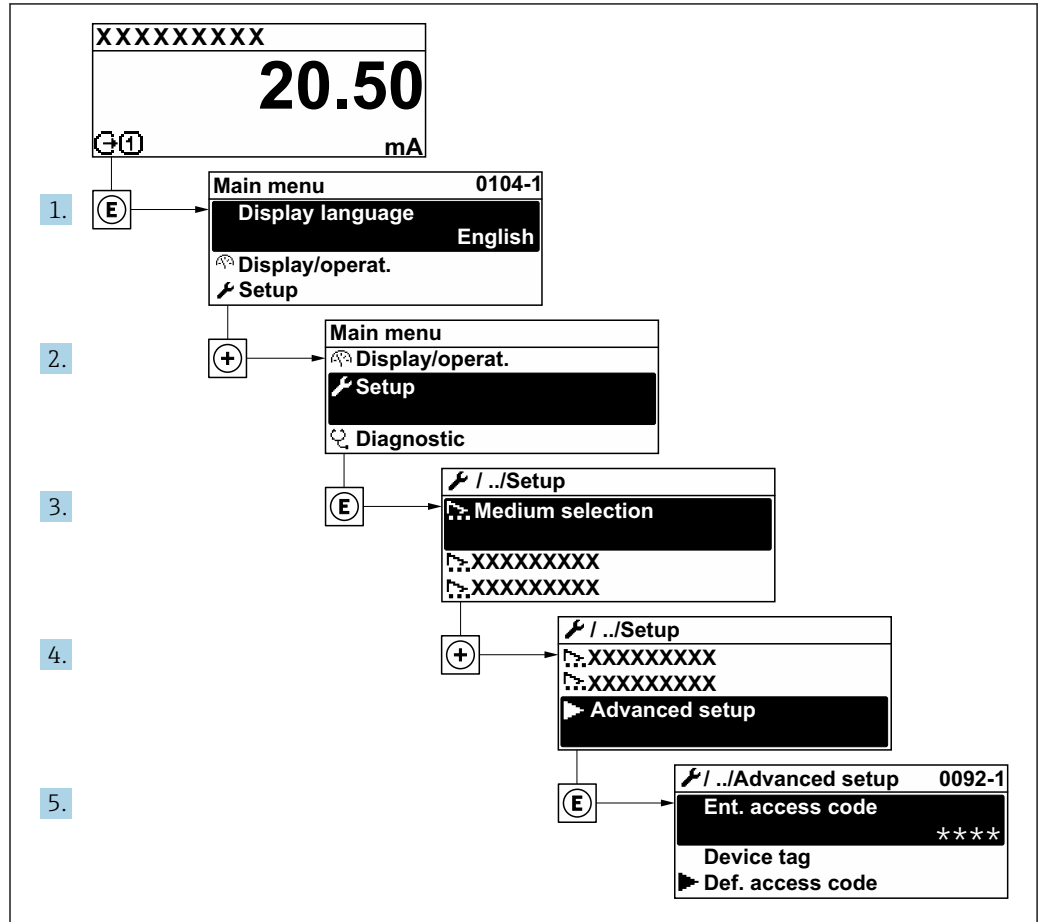 XXXXXXXXX
20.50
1 mA
1. E
Main menu 0104-1
Display language
English
Display/operat.
Setup
2. +
Main menu
Display/operat.
Setup
Diagnostic
3. E
/ ../Setup
Medium selection
XXXXXXXXX
XXXXXXXXX
4. +
/ ../Setup
XXXXXXXXX
XXXXXXXXX
Advanced setup
5. E
/ ../Advanced setup 0092-1
Ent. access code
****
Device tag
Def. access code